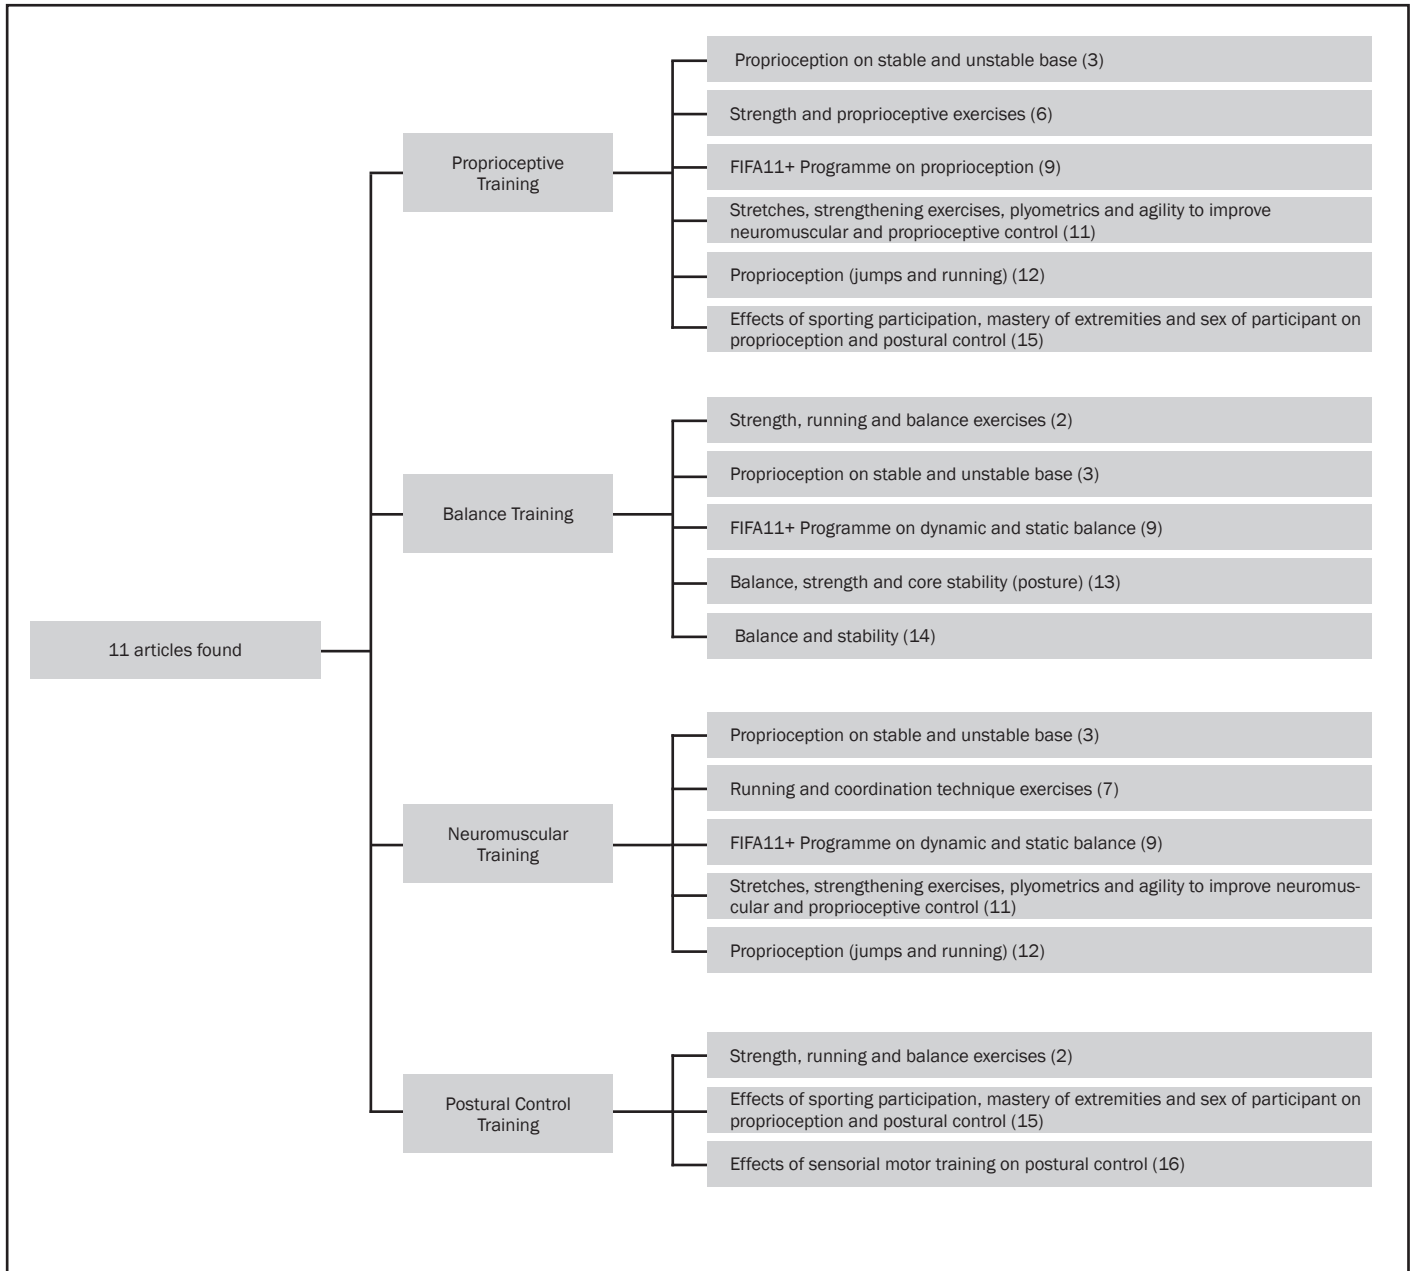 11 articles found
Proprioceptive
Training
Proprioception on stable and unstable base (3)
Strength and proprioceptive exercises (6)
FIFA11+ Programme on proprioception (9)
Stretches, strengthening exercises, plyometrics and agility to improve
neuromuscular and proprioceptive control (11)
Proprioception (jumps and running) (12)
Effects of sporting participation, mastery of extremities and sex of participant on
proprioception and postural control (15)
Balance Training
Strength, running and balance exercises (2)
Proprioception on stable and unstable base (3)
FIFA11+ Programme on dynamic and static balance (9)
Balance, strength and core stability (posture) (13)
Balance and stability (14)
Neuromuscular
Training
Proprioception on stable and unstable base (3)
Running and coordination technique exercises (7)
FIFA11+ Programme on dynamic and static balance (9)
Stretches, strengthening exercises, plyometrics and agility to improve neuromus-
cular and proprioceptive control (11)
Proprioception (jumps and running) (12)
Postural Control
Training
Strength, running and balance exercises (2)
Effects of sporting participation, mastery of extremities and sex of participant on
proprioception and postural control (15)
Effects of sensorial motor training on postural control (16)